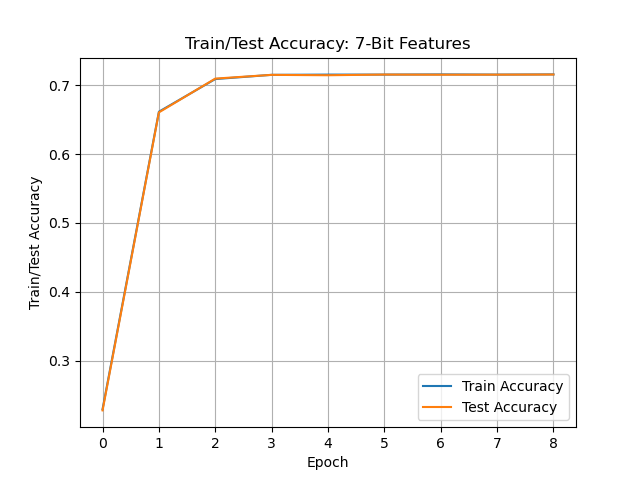 Train/Test Accuracy: 7-Bit Features
Train/Test Accuracy
0.7
0.6
0.5
0.4
0.3
Train Accuracy
Test Accuracy
0 1 2 3 4 5 6 7 8
Epoch